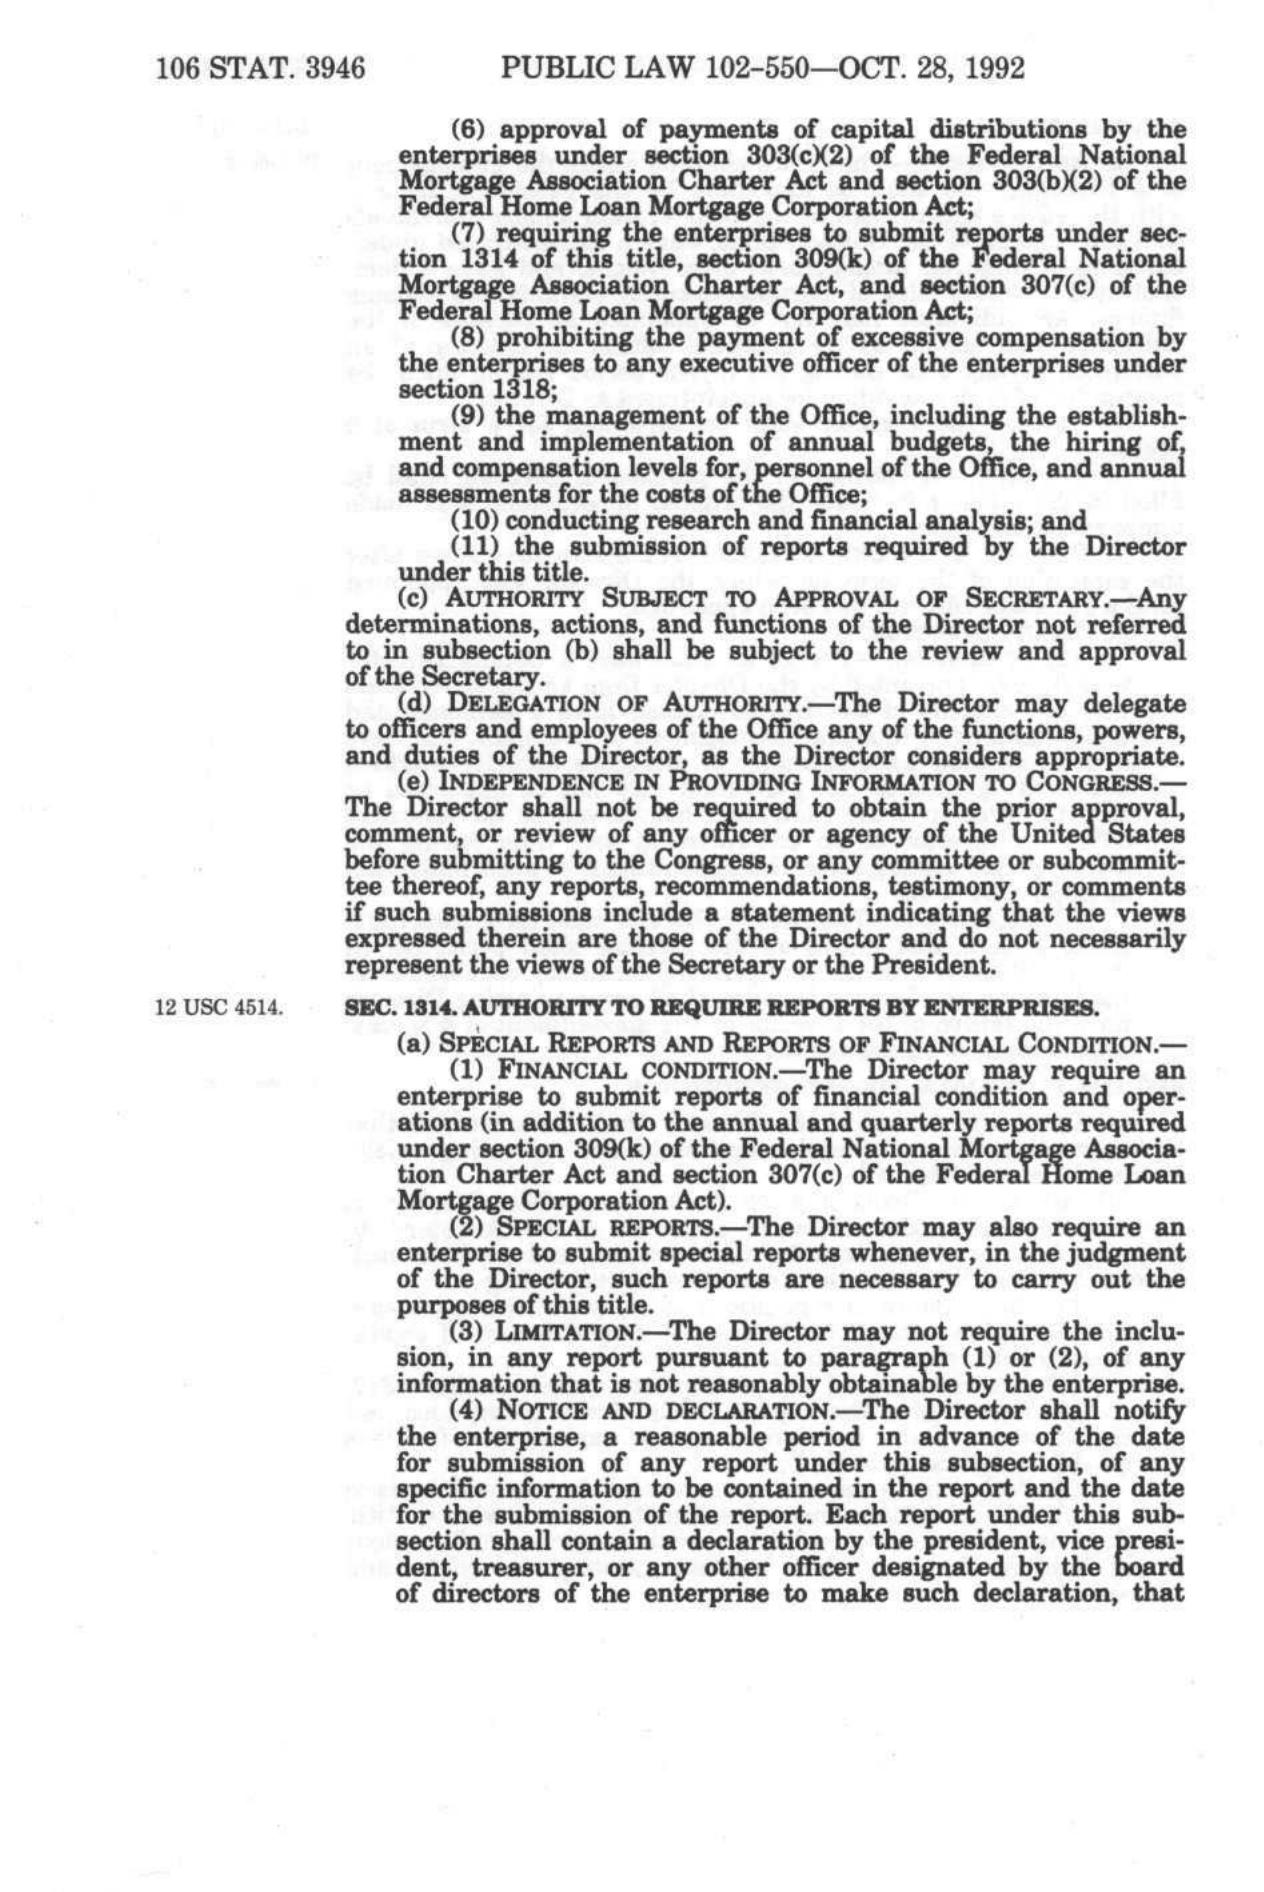 106 STAT. 3946 PUBLIC LAW 102-550—OCT. 28, 1992
(6) approval of payments of capital distributions by the
enterprises under section 303(c)(2) of the Federal National
Mortgage Association Charter Act and section 303(b)(2) of the
Federal Home Loan Mortgage Corporation Act;
(7) requiring the enterprises to submit reports under sec-
tion 1314 of this title, section 309(k) of the Federal National
Mortgage Association Charter Act, and section 307(c) of the
Federal Home Loan Mortgage Corporation Act;
(8) prohibiting the payment of excessive compensation by
the enterprises to any executive officer of the enterprises under
section 1318;
(9) the management of the Office, including the establish-
ment and implementation of annual budgets, the hiring of,
and compensation levels for, personnel of the Office, and annual
assessments for the costs of the Office;
(10) conducting research and financial analysis; and
(11) the submission of reports required by the Director
under this title.
(c) AUTHORITY SUBJECT TO APPROVAL OF SECRETARY.—Any
determinations, actions, and functions of the Director not referred
to in subsection (b) shall be subject to the review and approval
of the Secretary.
(d) DELEGATION OF AUTHORITY.—The Director may delegate
to officers and employees of the Office any of the functions, powers,
and duties of the Director, as the Director considers appropriate.
(e) INDEPENDENCE IN PROVIDING INFORMATION TO CONGRESS.—
The Director shall not be required to obtain the prior approval,
comment, or review of any officer or agency of the United States
before submitting to the Congress, or any committee or subcommit-
tee thereof, any reports, recommendations, testimony, or comments
if such submissions include a statement indicating that the views
expressed therein are those of the Director and do not necessarily
represent the views of the Secretary or the President.
12 USC 4514. SEC. 1314. AUTHORITY TO REQUIRE REPORTS BY ENTERPRISES.
(a) SPECIAL REPORTS AND REPORTS OF FINANCIAL CONDITION.—
(1) FINANCIAL CONDITION.—The Director may require an
enterprise to submit reports of financial condition and oper-
ations (in addition to the annual and quarterly reports required
under section 309(k) of the Federal National Mortgage Associa-
tion Charter Act and section 307(c) of the Federal Home Loan
Mortgage Corporation Act).
(2) SPECIAL REPORTS.—The Director may also require an
enterprise to submit special reports whenever, in the judgment
of the Director, such reports are necessary to carry out the
purposes of this title.
(3) LIMITATION.—The Director may not require the inclu-
sion, in any report pursuant to paragraph (1) or (2), of any
information that is not reasonably obtainable by the enterprise.
(4) NOTICE AND DECLARATION.—The Director shall notify
the enterprise, a reasonable period in advance of the date
for submission of any report under this subsection, of any
specific information to be contained in the report and the date
for the submission of the report. Each report under this sub-
section shall contain a declaration by the president, vice presi-
dent, treasurer, or any other officer designated by the board
of directors of the enterprise to make such declaration, that